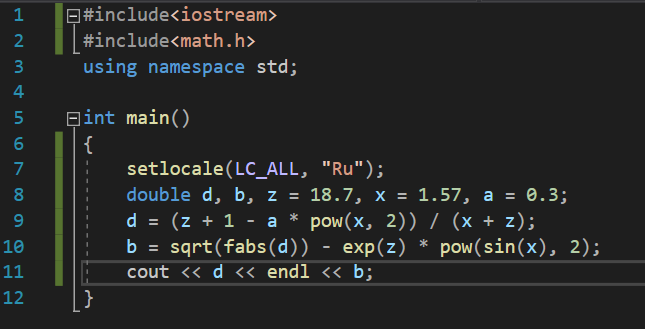 1 #include<iostream>
2 #include<math.h>
3 using namespace std;
4
5 int main()
6 {
7 setlocale(LC_ALL, "Ru");
8 double d, b, z = 18.7, x = 1.57, a = 0.3;
9 d = (z + 1 - a * pow(x, 2)) / (x + z);
10 b = sqrt(fabs(d)) - exp(z) * pow(sin(x), 2);
11 cout << d << endl << b;
12 }